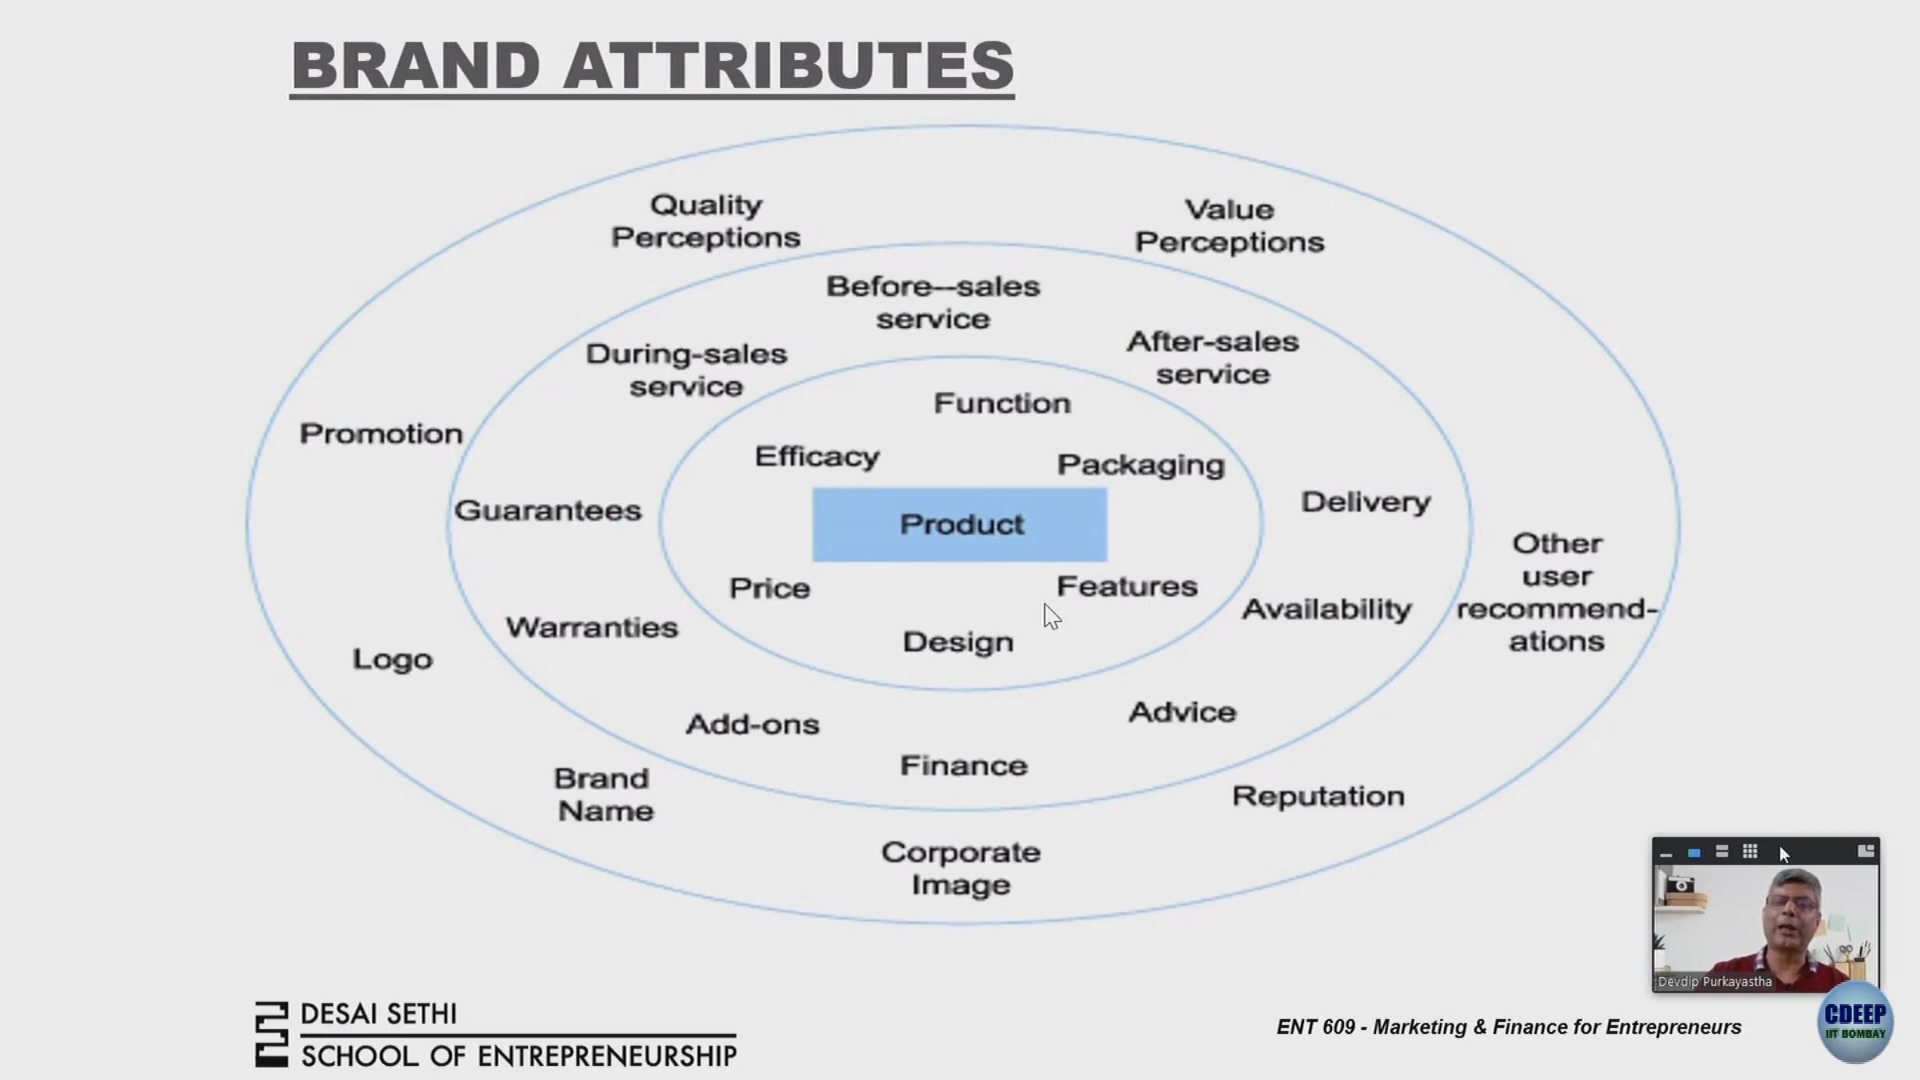 BRAND ATTRIBUTES
Quality
Perceptions
Value
Perceptions
Before--sales
service
During-sales
service
After-sales
service
Function
Promotion
Efficacy
Packaging
Guarantees
Product
Delivery
Other
user
recommend-
ations
Price
Features
Availability
Warranties
Design
Logo
Add-ons
Advice
Finance
Brand
Name
Reputation
Corporate
Image
Devdip Purkayastha
DESAI SETHI
SCHOOL OF ENTREPRENEURSHIP
ENT 609 - Marketing & Finance for Entrepreneurs
CDEEP
IIT BOMBAY